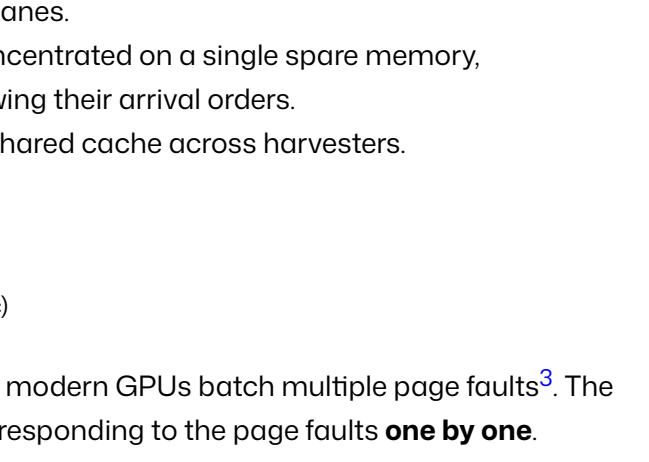 anes.
ncentrated on a single spare memory,
wing their arrival orders.
hared cache across harvesters.
)
modern GPUs batch multiple page faults3. The
responding to the page faults one by one.